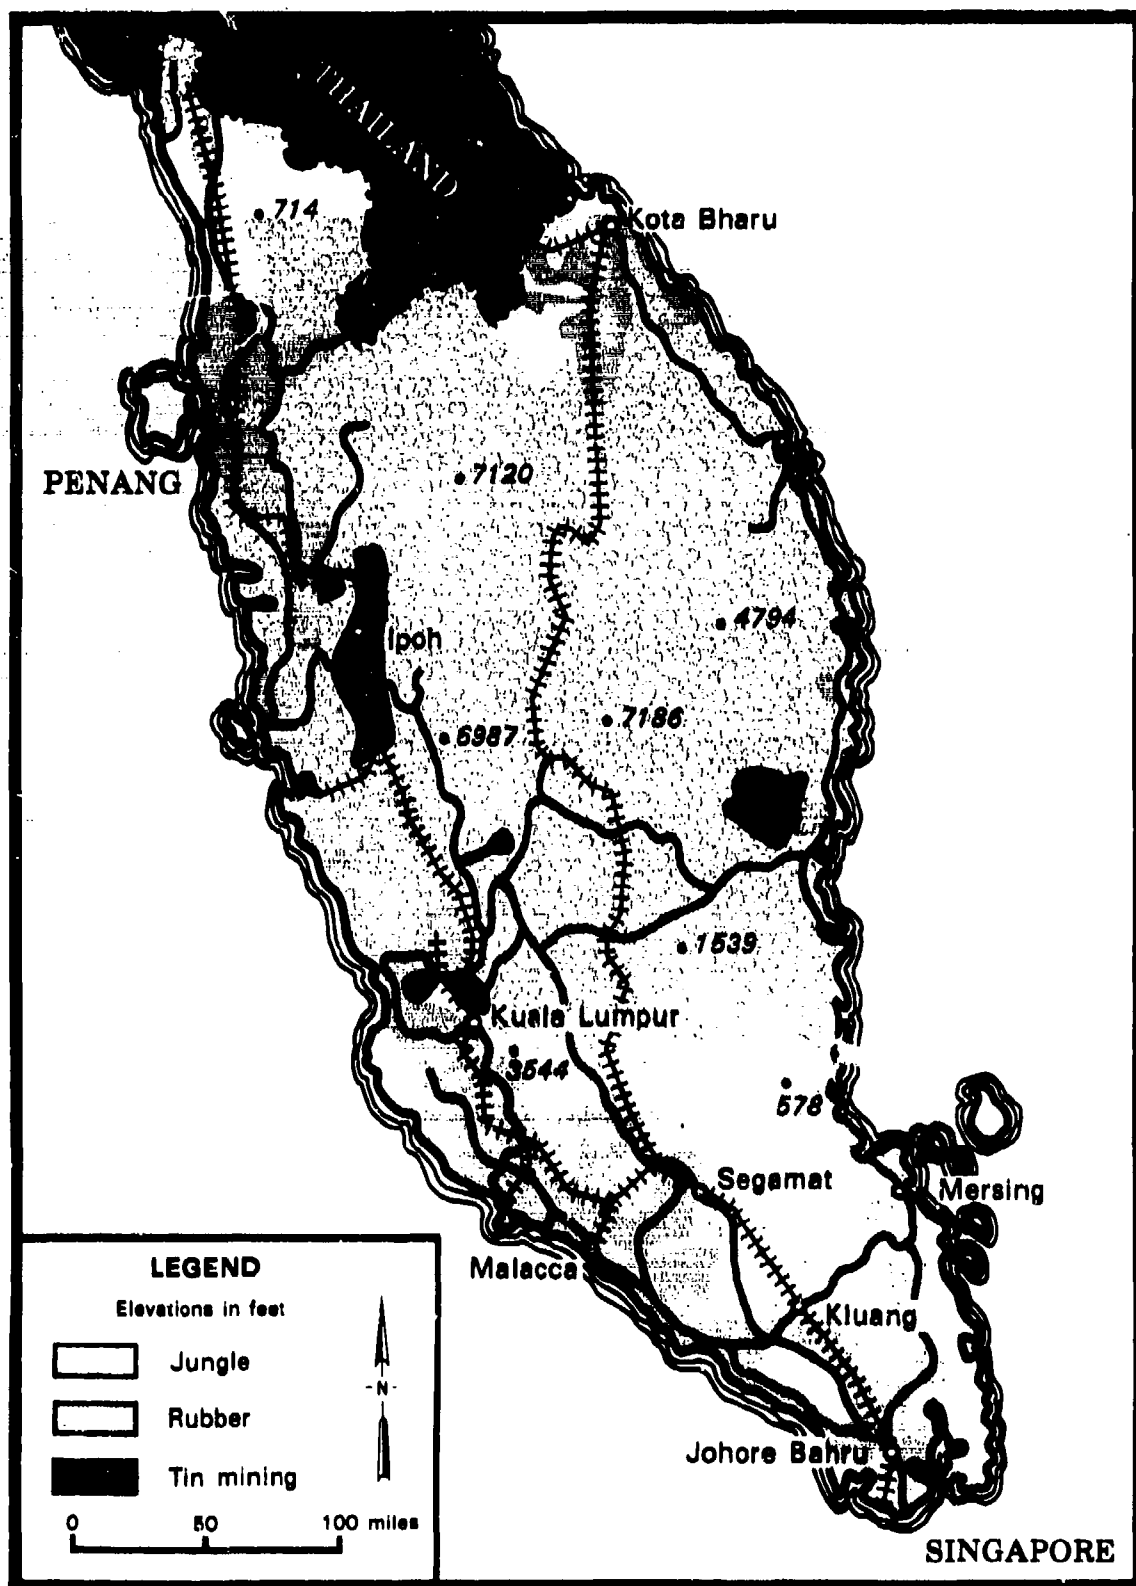 THAILAND
714
Kota Bharu
PENANG
7120
4794
Ipoh
7186
6987
1539
Kuala Lumpur
3544
578
Segamat
Mersing
Malacca
Kluang
Johore Bahru
SINGAPORE
LEGEND
Elevations in feet
Jungle
-N-
Rubber
Tin mining
0 50 100 miles